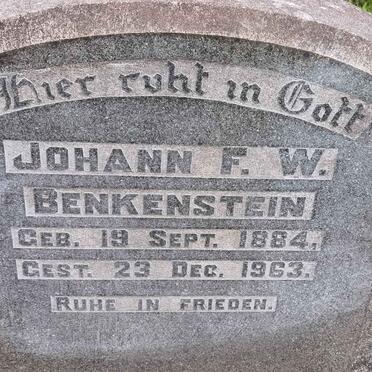 Hier ruht in Gott
JOHANN F. W.
BENKENSTEIN
GEB. 19 SEPT. 1884.
GEST. 23 DEC. 1963.
RUHE IN FRIEDEN.